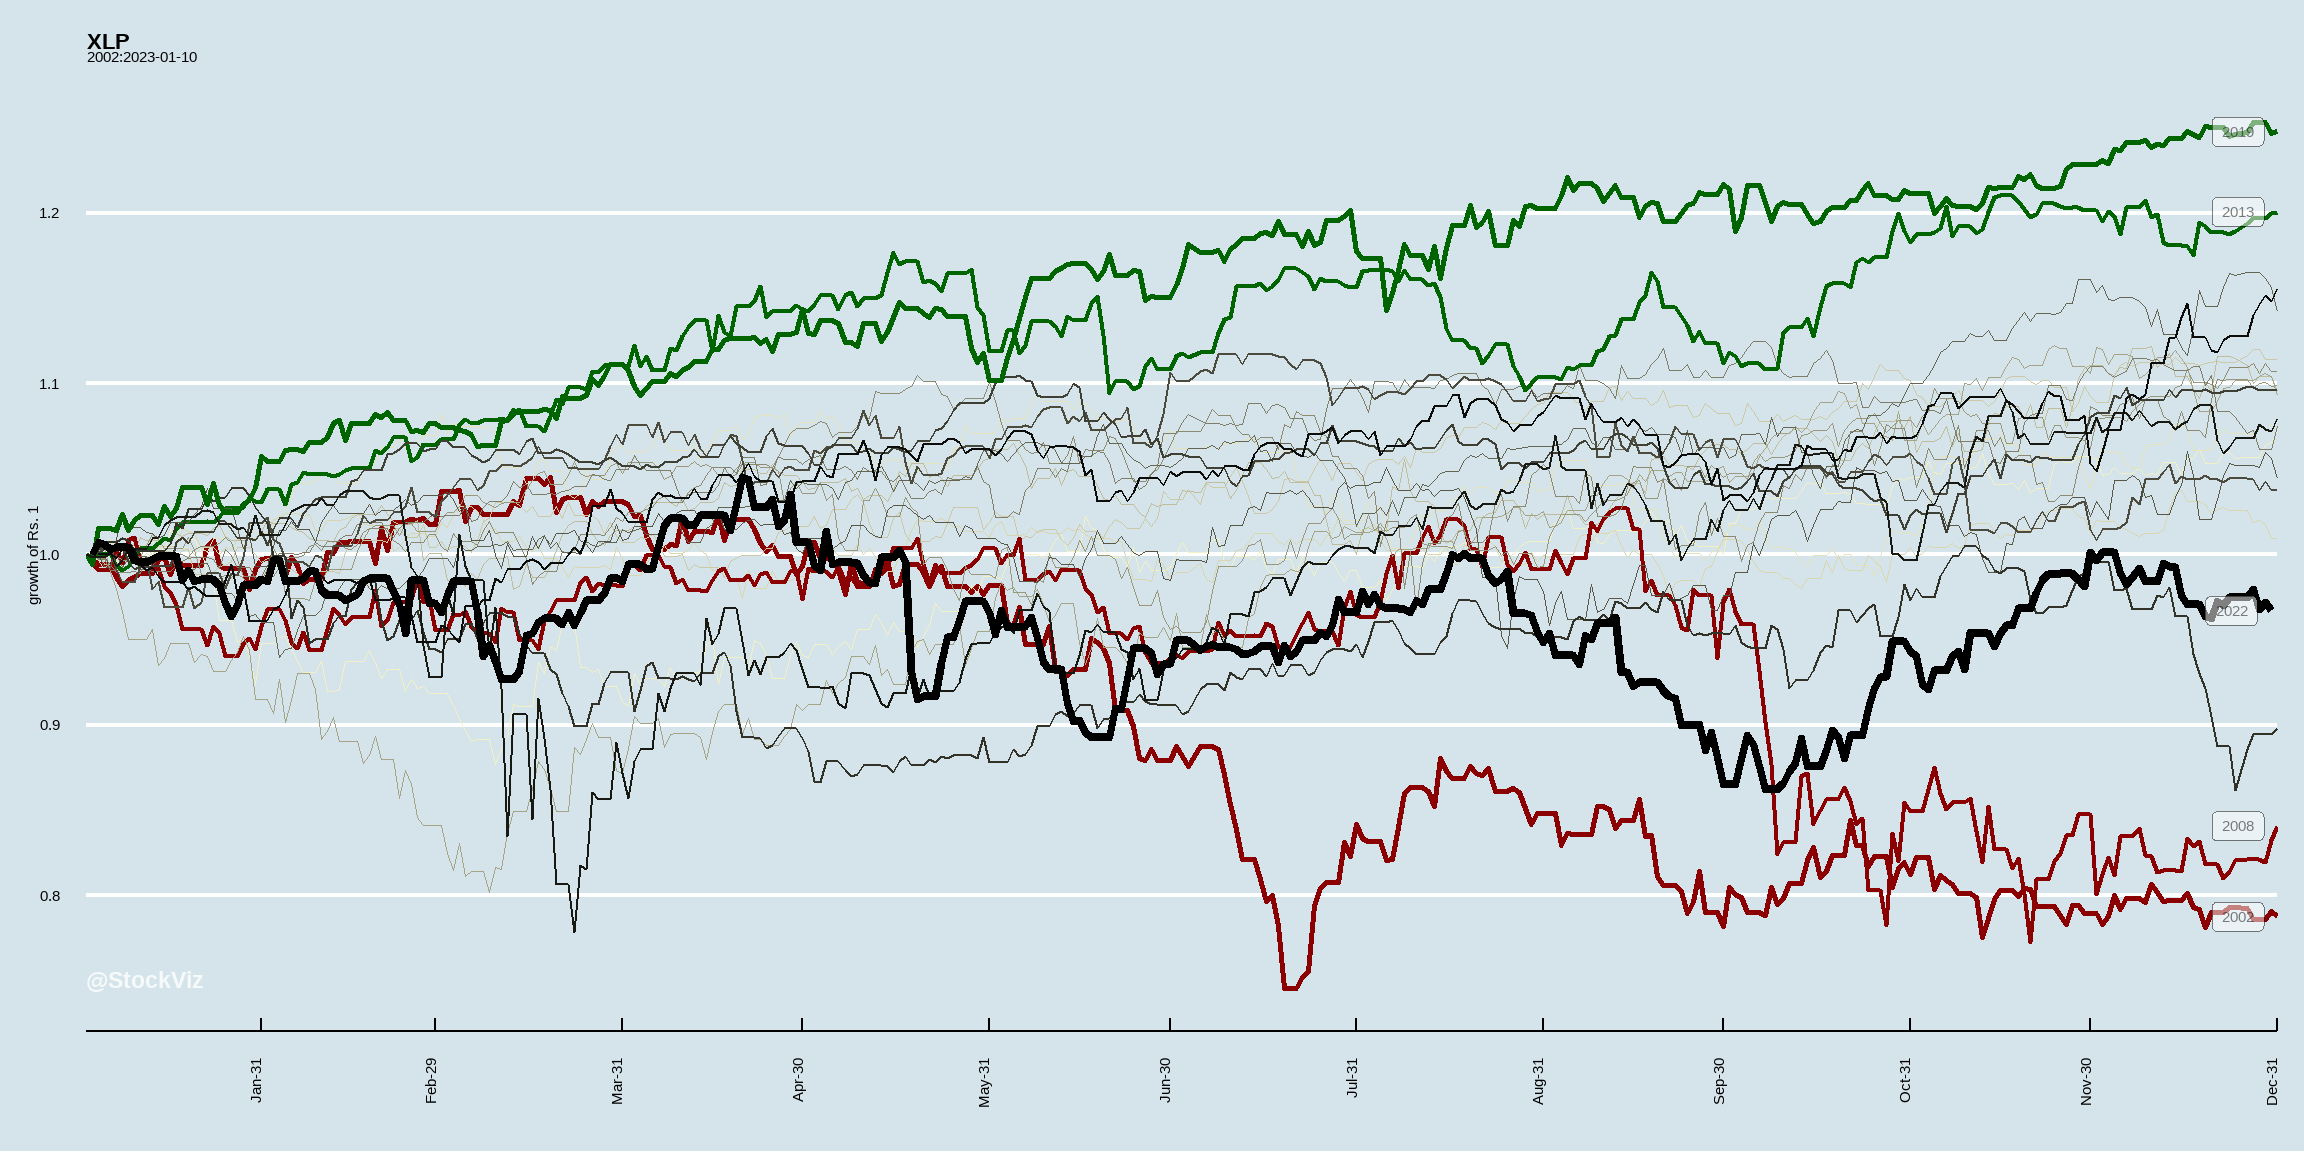 XLP
2002:2023-01-10
growth of Rs. 1
1.2
1.1
1.0
0.9
0.8
2019
2013
2022
2008
2002
@StockViz
Jan-31
Feb-29
Mar-31
Apr-30
May-31
Jun-30
Jul-31
Aug-31
Sep-30
Oct-31
Nov-30
Dec-31